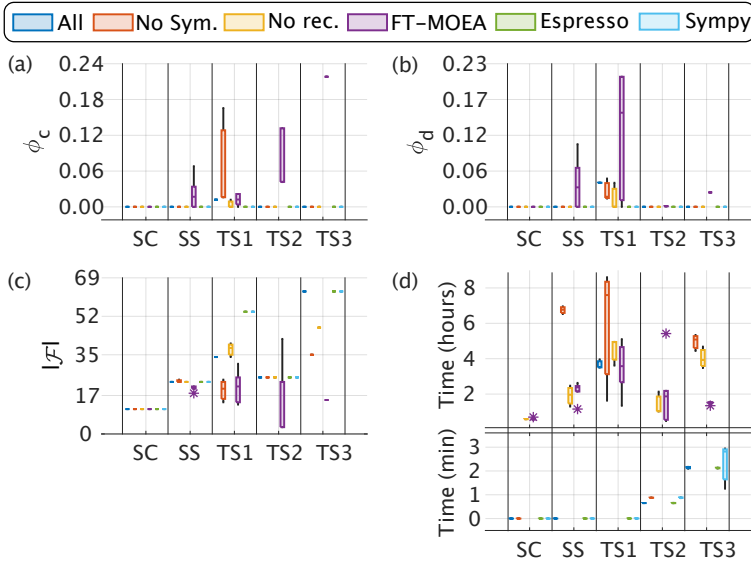 All No Sym. No rec. FT-MOEA Espresso Sympy
(a)
ϕc
0.24
0.18
0.12
0.06
0.00
SC SS TS1 TS2 TS3
(b)
ϕd
0.23
0.17
0.11
0.06
0.00
SC SS TS1 TS2 TS3
(c)
|ℱ|
69
52
35
17
0
SC SS TS1 TS2 TS3
(d)
Time (hours)
8
6
4
2
Time (min)
3
2
1
0
SC SS TS1 TS2 TS3